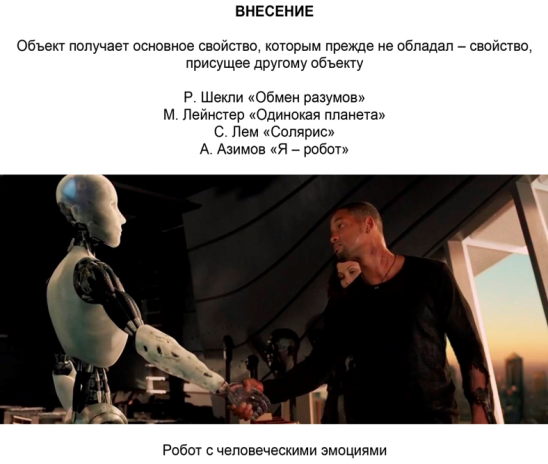 ВНЕСЕНИЕ
Объект получает основное свойство, которым прежде не обладал – свойство,
присущее другому объекту
Р. Шекли «Обмен разумов»
М. Лейнстер «Одинокая планета»
С. Лем «Солярис»
А. Азимов «Я – робот»
Робот с человеческими эмоциями